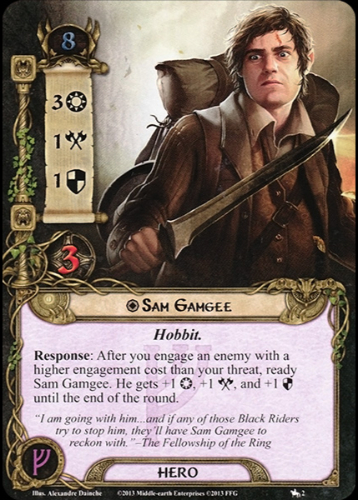 8
3
1
1
3
Sam Gamgee
Hobbit.
Response: After you engage an enemy with a
higher engagement cost than your threat, ready
Sam Gamgee. He gets +1 , +1 , and +1
until the end of the round.
“I am going with him...and if any of those Black Riders
try to stop him, they’ll have Sam Gamgee to
reckon with.”–The Fellowship of the Ring
HERO
Illus. Alexandre Dainche ©2013 Middle-earth Enterprises ©2013 FFG 2